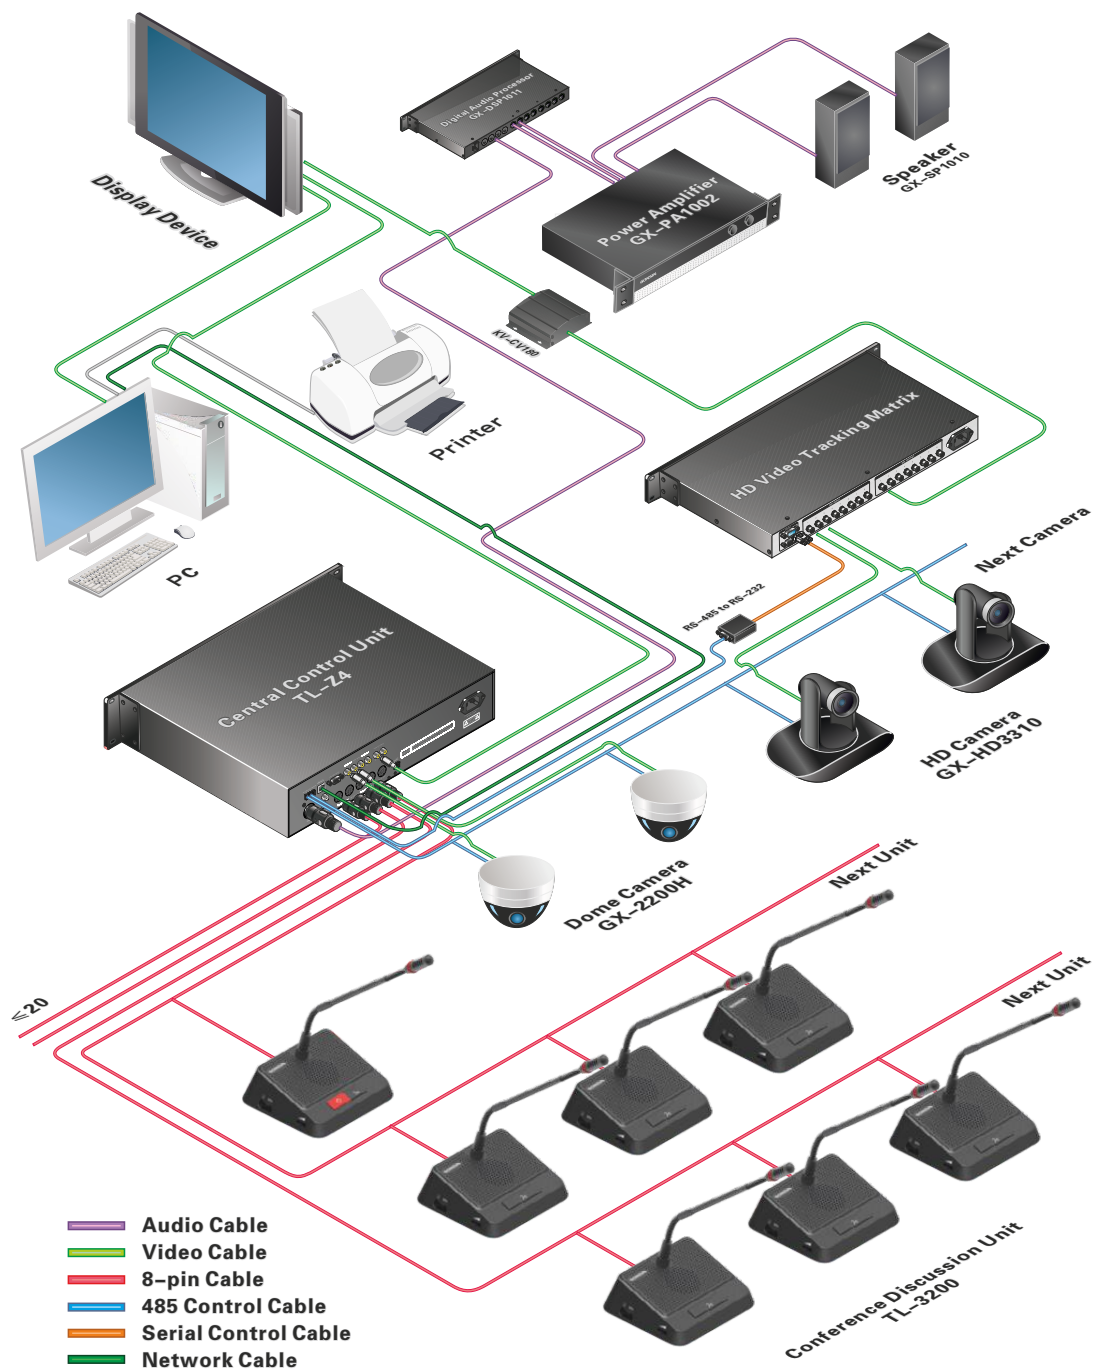 Display Device
Digital Audio Processor
GX-DSP1011
Power Amplifier
GX-PA1002
Speaker
GX-SP1010
KV-CV180
Printer
PC
HD Video Tracking Matrix
Next Camera
RS-485 to RS-232
HD Camera
GX-HD3310
Central Control Unit
TL-Z4
Dome Camera
GX-2200H
Next Unit
Next Unit
≤20
Conference Discussion Unit
TL-3200
Audio Cable
Video Cable
8-pin Cable
485 Control Cable
Serial Control Cable
Network Cable